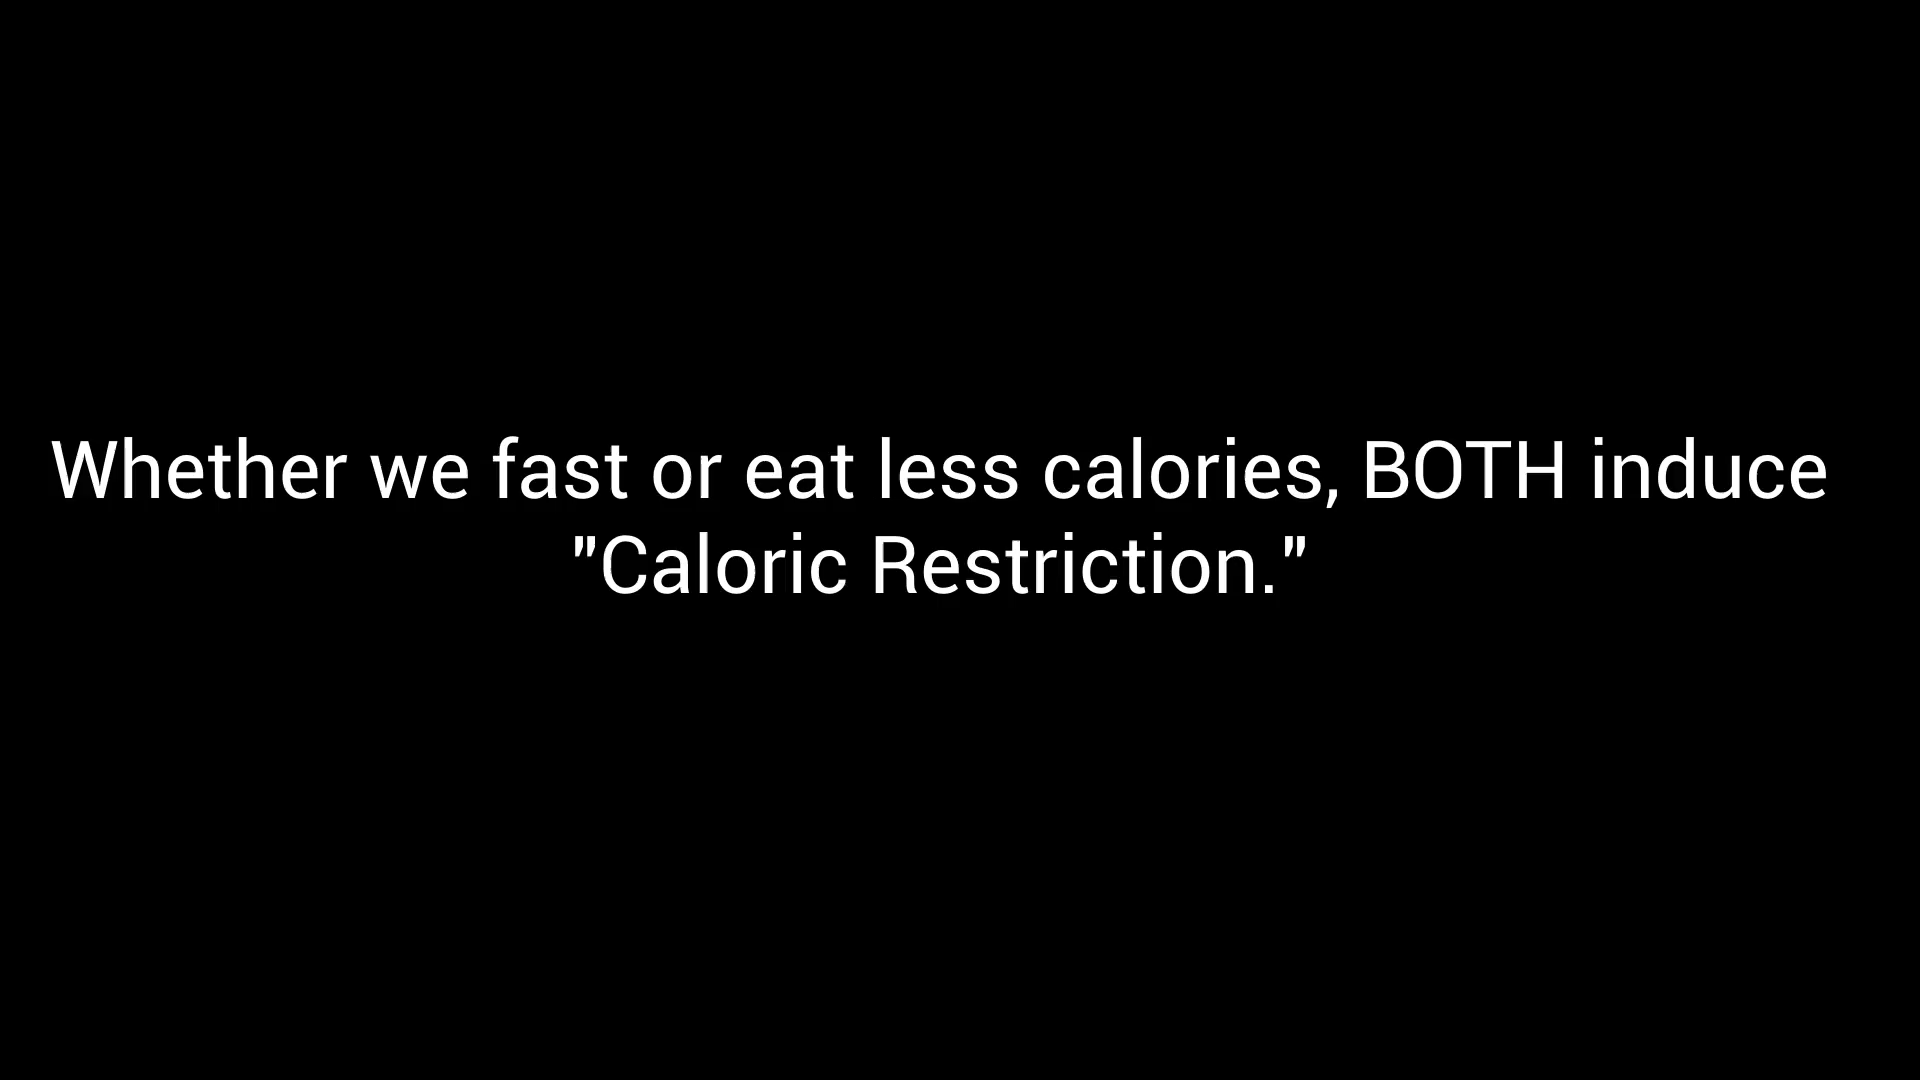 Whether we fast or eat less calories, BOTH induce
"Caloric Restriction."